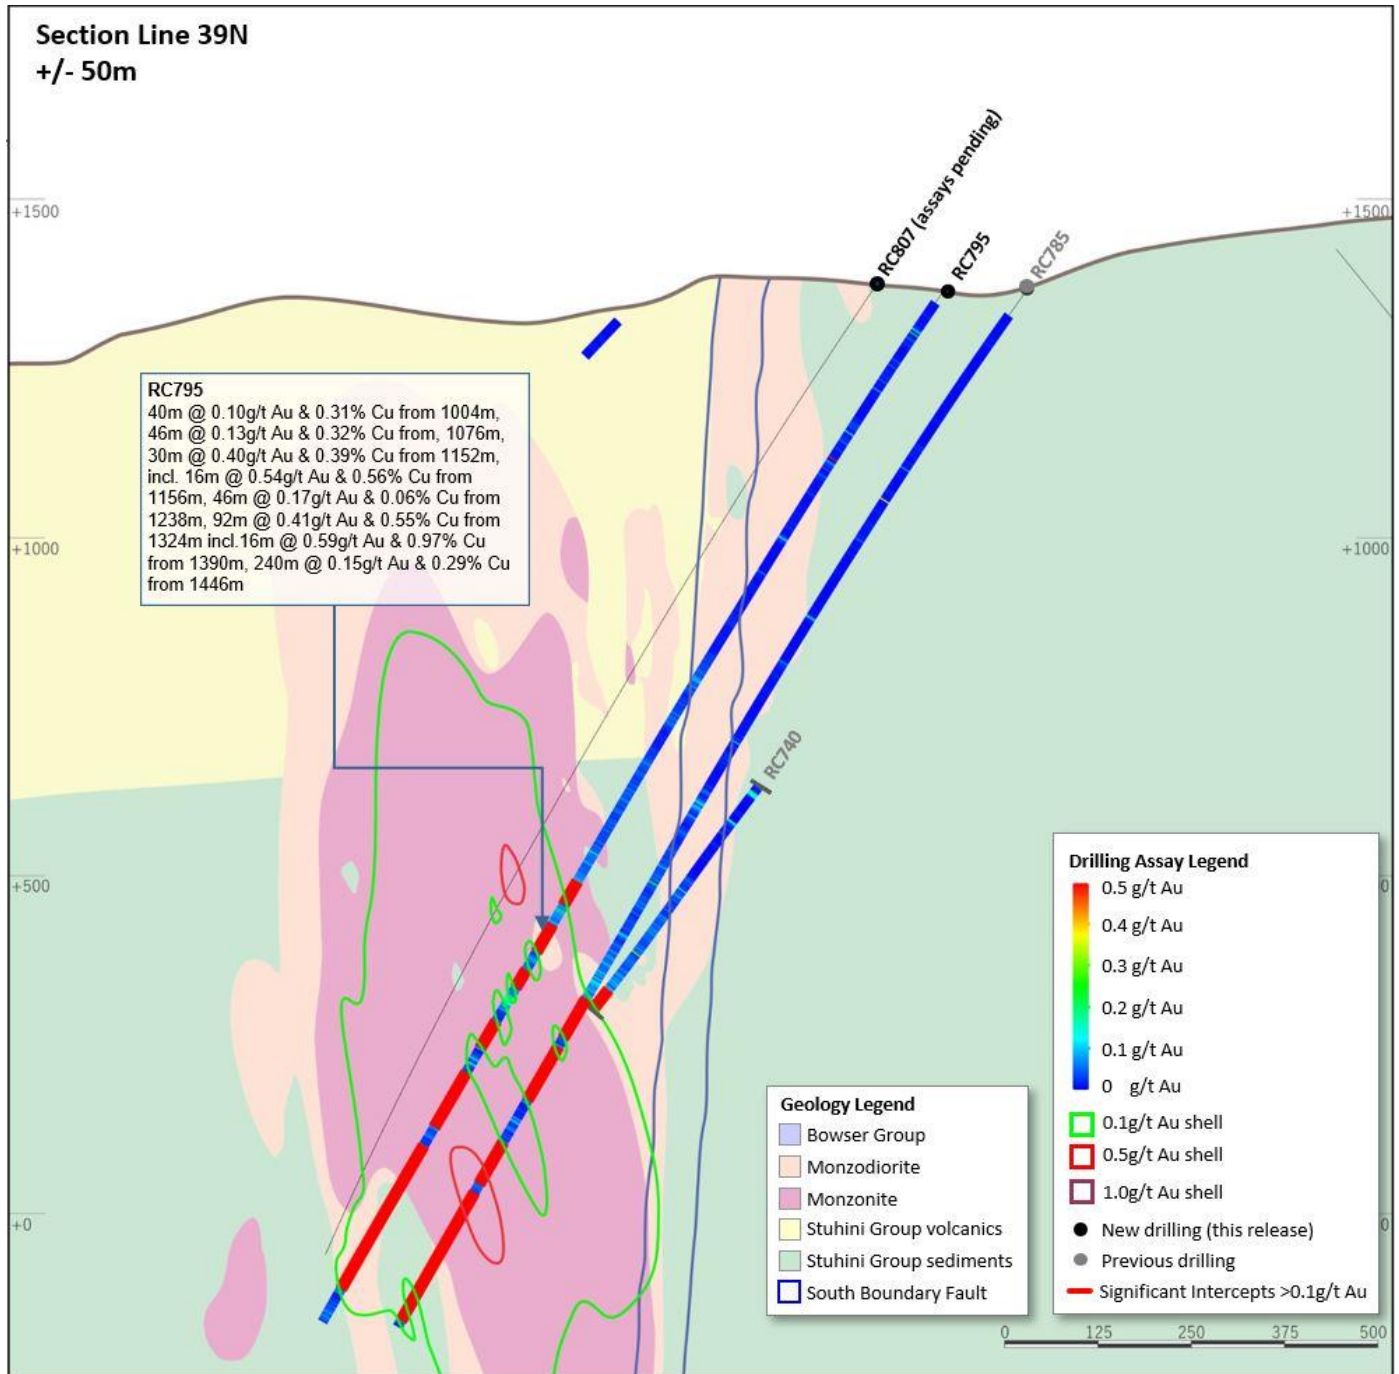 Section Line 39N
+/- 50m
RC807 (assays pending)
RC795
RC785
+1500
+1500
RC795
40m @ 0.10g/t Au & 0.31% Cu from 1004m,
46m @ 0.13g/t Au & 0.32% Cu from, 1076m,
30m @ 0.40g/t Au & 0.39% Cu from 1152m,
incl. 16m @ 0.54g/t Au & 0.56% Cu from
1156m, 46m @ 0.17g/t Au & 0.06% Cu from
1238m, 92m @ 0.41g/t Au & 0.55% Cu from
1324m incl.16m @ 0.59g/t Au & 0.97% Cu
from 1390m, 240m @ 0.15g/t Au & 0.29% Cu
from 1446m
+1000
+1000
RC740
+500
0
+0
0
Drilling Assay Legend
0.5 g/t Au
0.4 g/t Au
0.3 g/t Au
0.2 g/t Au
0.1 g/t Au
0 g/t Au
0.1g/t Au shell
0.5g/t Au shell
1.0g/t Au shell
New drilling (this release)
Previous drilling
Significant Intercepts >0.1g/t Au
Geology Legend
Bowser Group
Monzodiorite
Monzonite
Stuhini Group volcanics
Stuhini Group sediments
South Boundary Fault
0 125 250 375 500